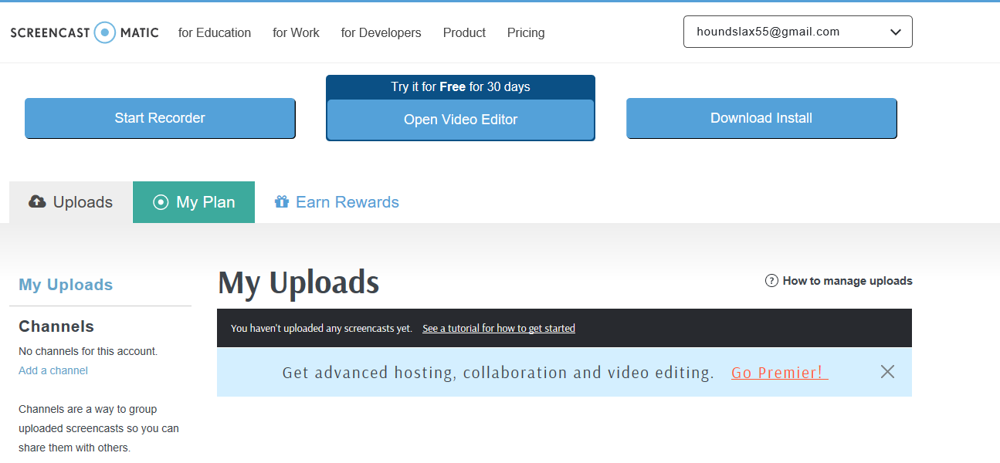 SCREENCAST MATIC for Education for Work for Developers Product Pricing houndslax55@gmail.com
Try it for Free for 30 days
Start Recorder Open Video Editor Download Install
Uploads My Plan Earn Rewards
My Uploads
Channels
No channels for this account.
Add a channel
Channels are a way to group
uploaded screencasts so you can
share them with others.
My Uploads
? How to manage uploads
You haven't uploaded any screencasts yet. See a tutorial for how to get started
Get advanced hosting, collaboration and video editing. Go Premier!